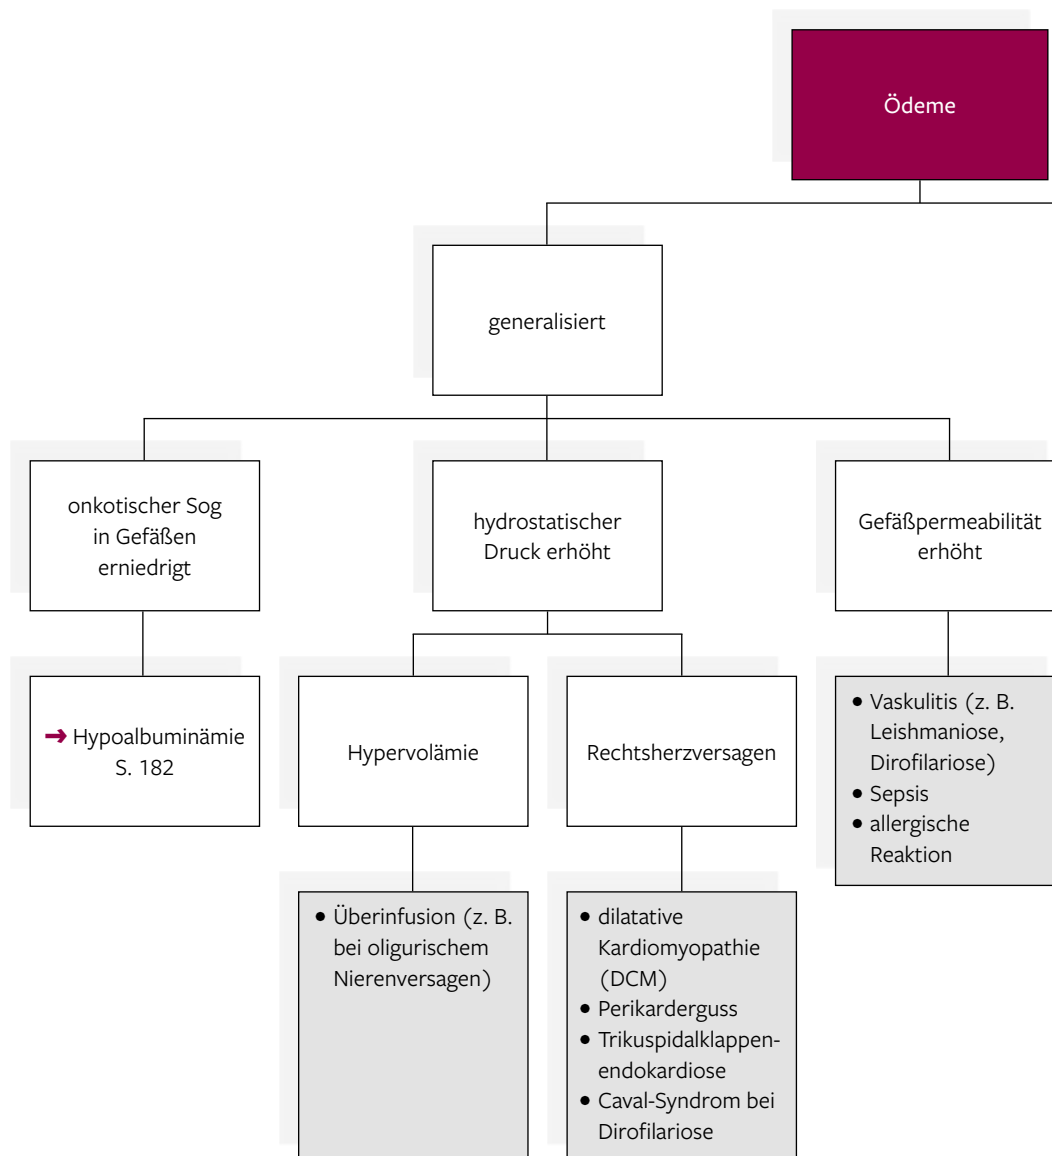 Ödeme
generalisiert
onkotischer Sog
in Gefäßen
erniedrigt
hydrostatischer
Druck erhöht
Gefäßpermeabilität
erhöht
➞ Hypoalbuminämie
S. 182
Hypervolämie
Rechtsherzversagen
• Vaskulitis (z. B.
Leishmaniose,
Dirofilariose)
• Sepsis
• allergische
Reaktion
• Überinfusion (z. B.
bei oligurischem
Nierenversagen)
• dilatative
Kardiomyopathie
(DCM)
• Perikarderguss
• Trikuspidalklappen-
endokardiose
• Caval-Syndrom bei
Dirofilariose